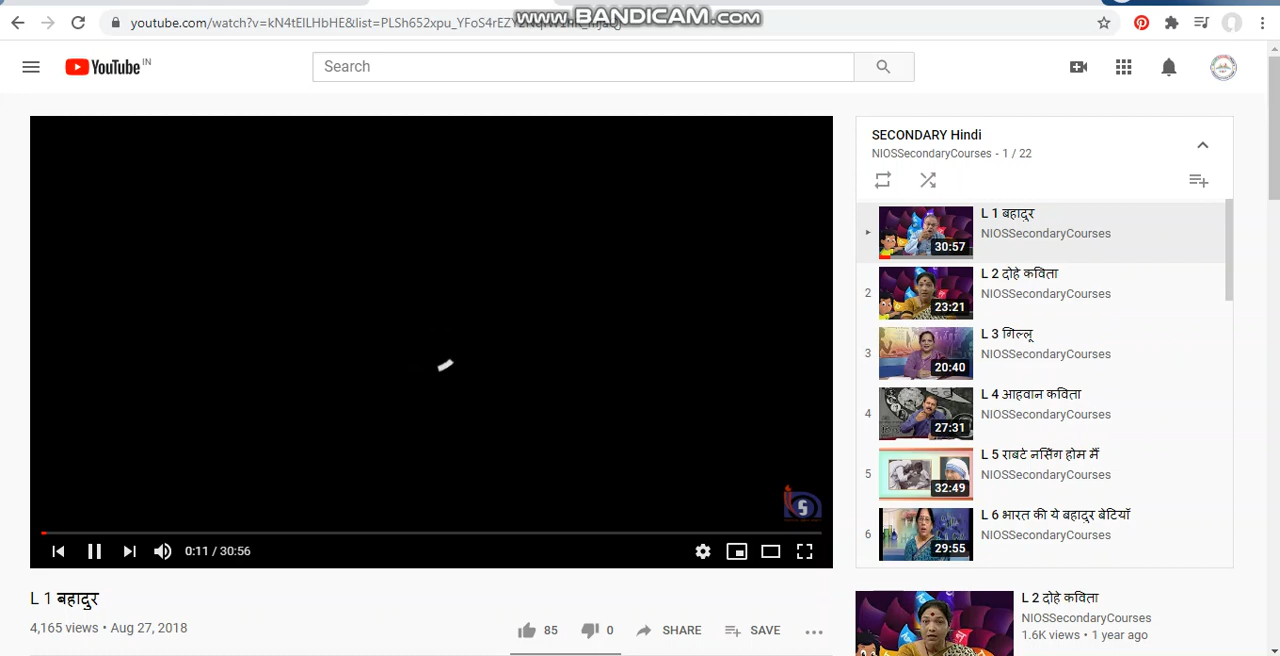 youtube.com/watch?v=kN4tEILHbHE&list=PLSh652xpu_YFoS4rEZY
www.BANDICAM.com
YouTube IN
Search
SECONDARY Hindi
NIOSSecondaryCourses - 1 / 22
L 1 बहादुर
NIOSSecondaryCourses
30:57
2
L 2 दोहे कविता
NIOSSecondaryCourses
23:21
3
L 3 गिल्लू
NIOSSecondaryCourses
20:40
4
L 4 आहवान कविता
NIOSSecondaryCourses
27:31
5
L 5 राबर्ट नर्सिंग होम मैं
NIOSSecondaryCourses
32:49
6
L 6 भारत की ये बहादुर बेटियाँ
NIOSSecondaryCourses
29:55
0:11 / 30:56
L 1 बहादुर
4,165 views • Aug 27, 2018
85
0
SHARE
SAVE
L 2 दोहे कविता
NIOSSecondaryCourses
1.6K views • 1 year ago